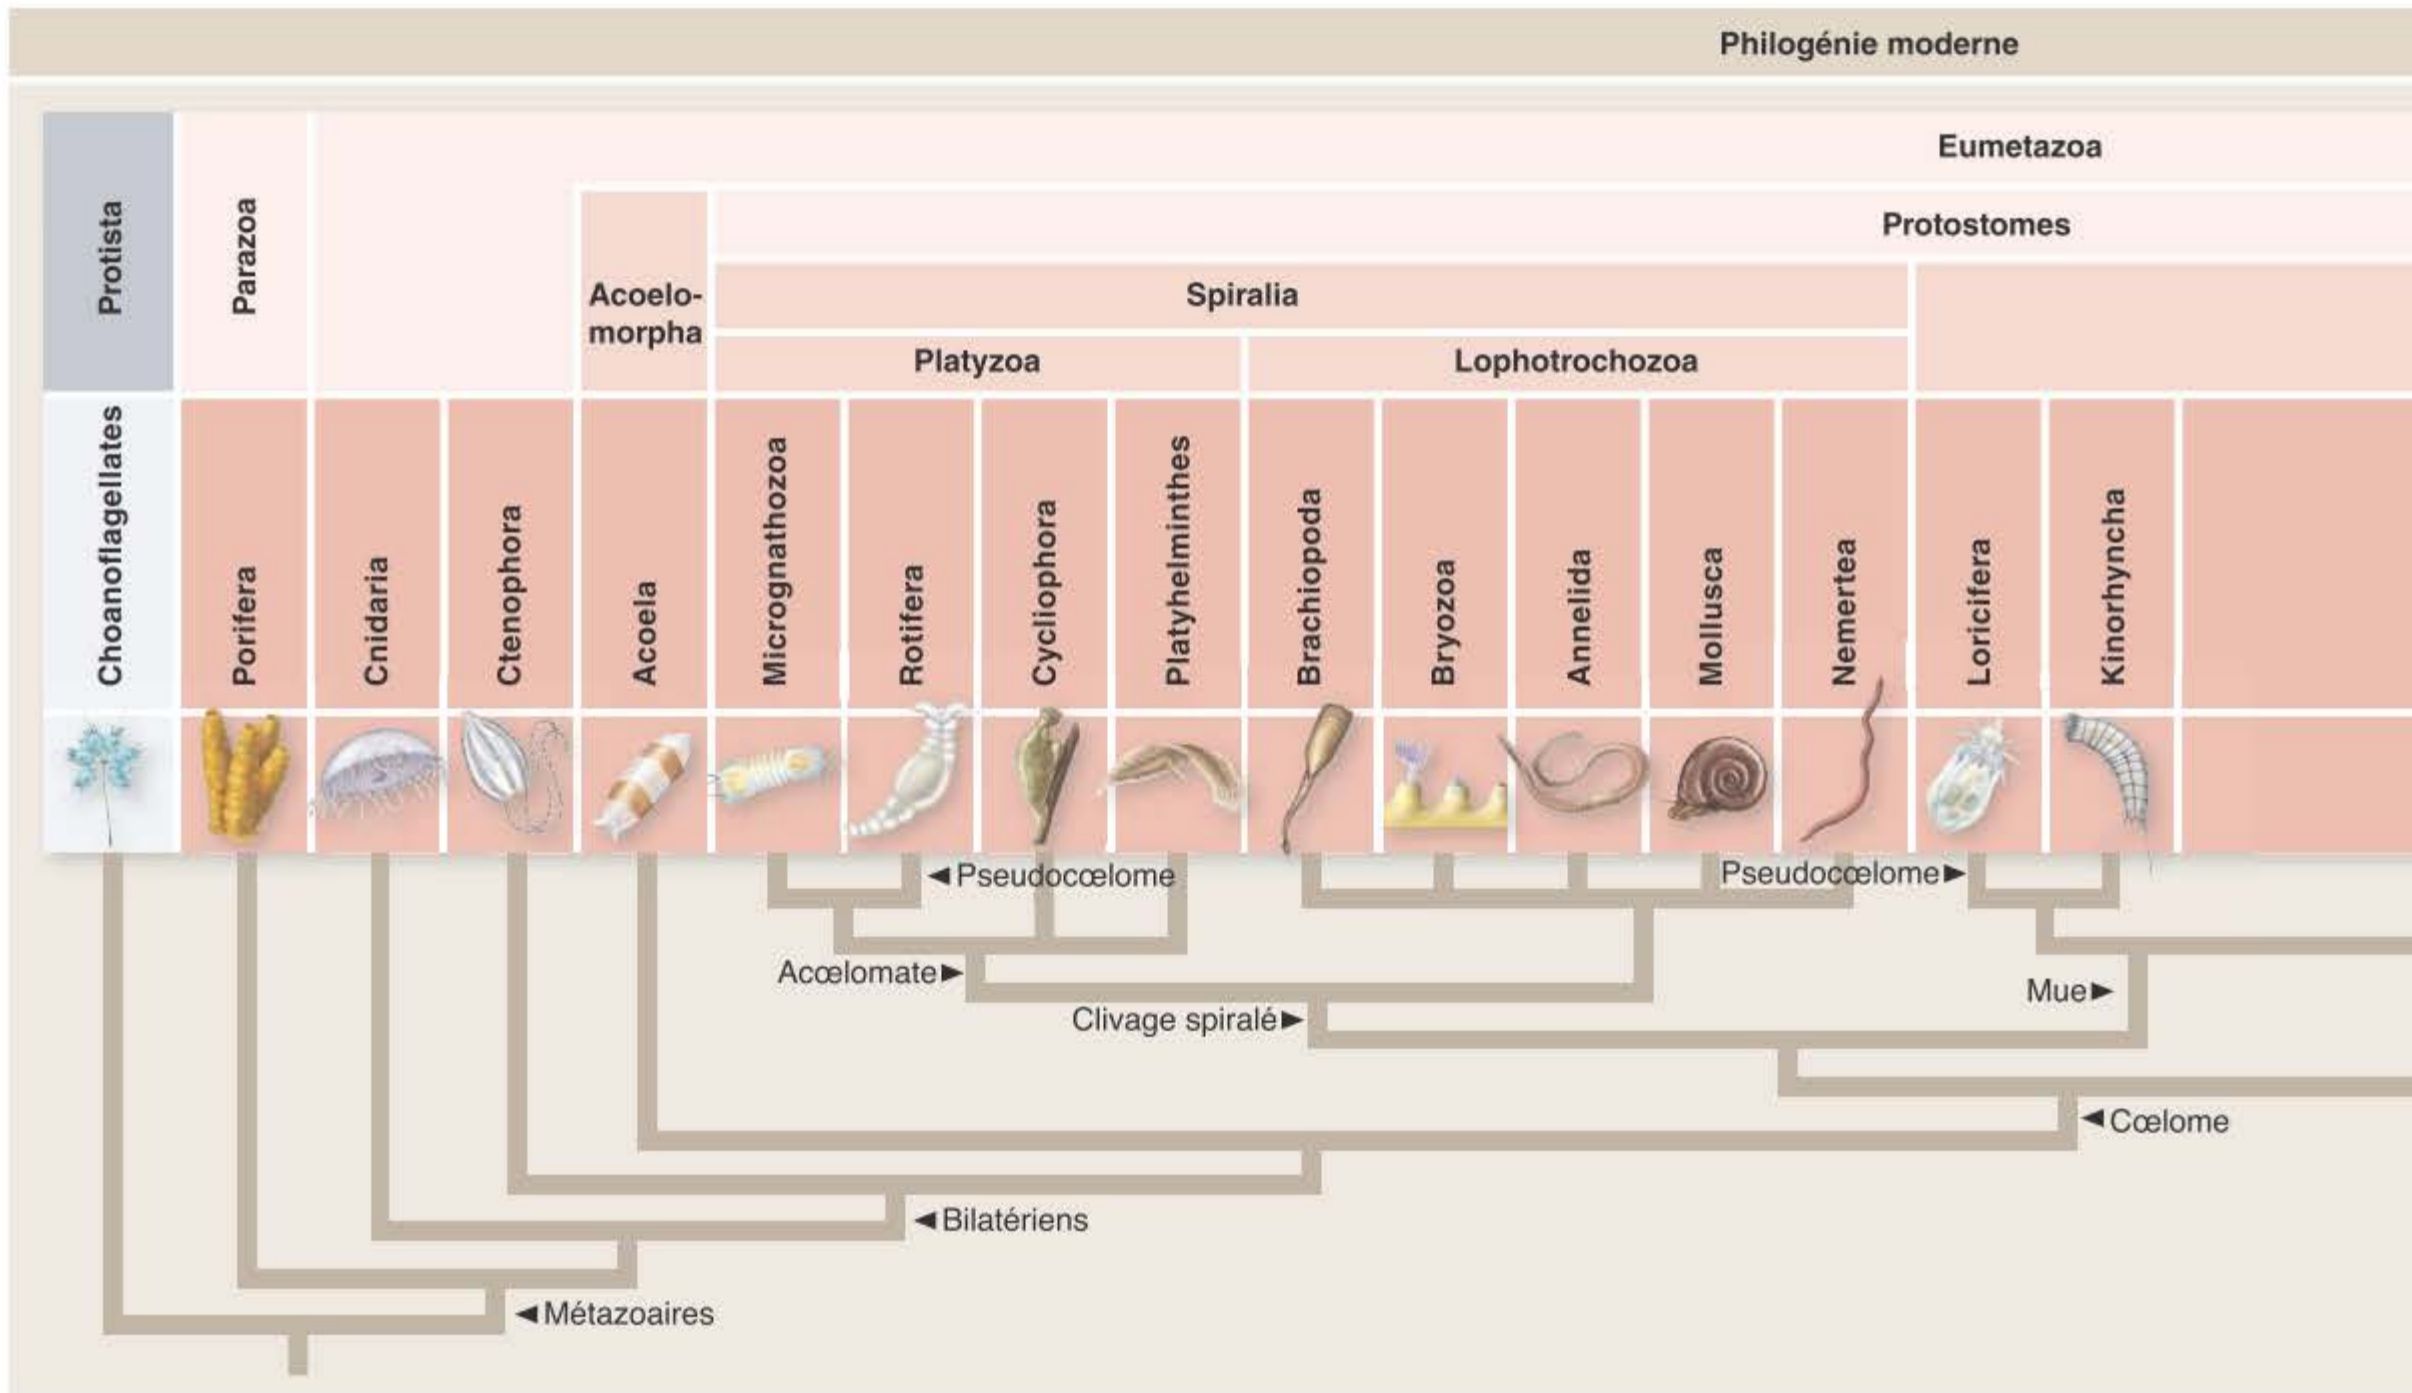 Philogénie moderne
Eumetazoa
Protista
Parazoa
Protostomes
Acoelo-
morpha
Spiralia
Platyzoa
Lophotrochozoa
Choanoflagellates
Porifera
Cnidaria
Ctenophora
Acoela
Micrognathozoa
Rotifera
Cycliophora
Platyhelminthes
Brachiopoda
Bryozoa
Annelida
Mollusca
Nemertea
Loricifera
Kinorhyncha
◄Pseudocœlome
Pseudocœlome►
Acœlomate►
Mue►
Clivage spiralé►
◄Cœlome
◄Bilatériens
◄Métazoaires